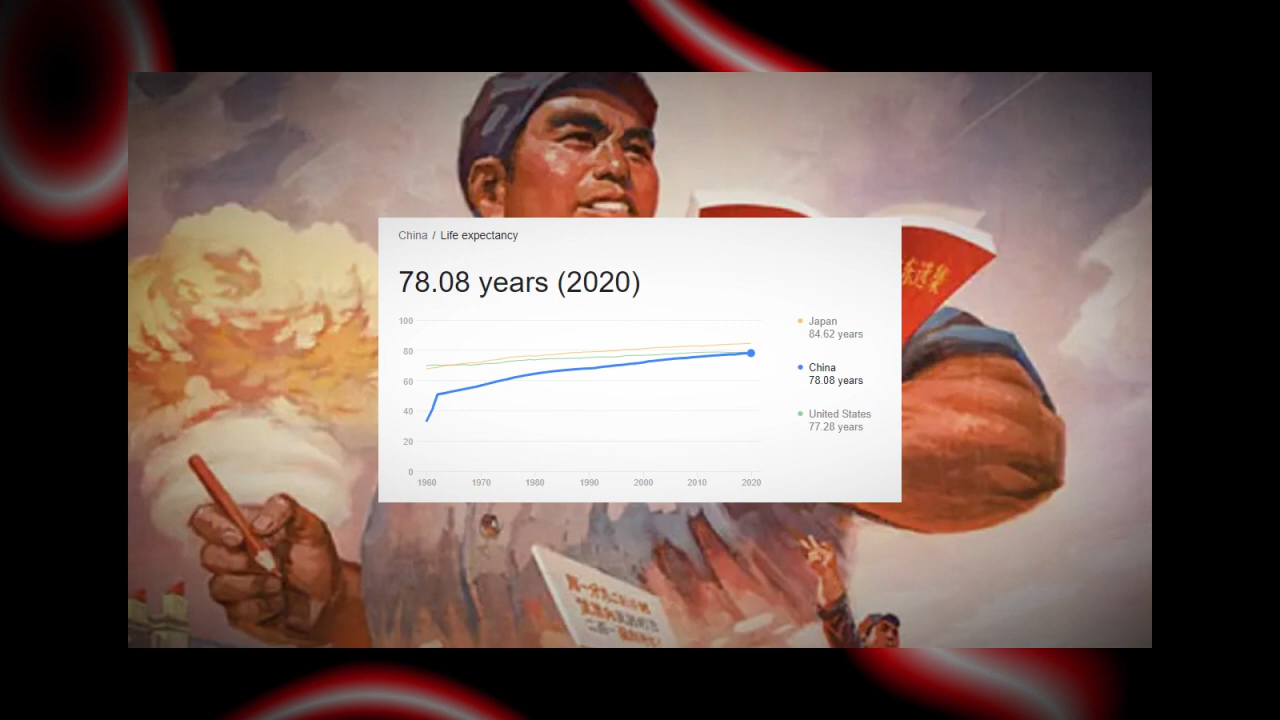 China / Life expectancy
78.08 years (2020)
100
80
60
40
20
0
1960 1970 1980 1990 2000 2010 2020
Japan
84.62 years
China
78.08 years
United States
77.28 years